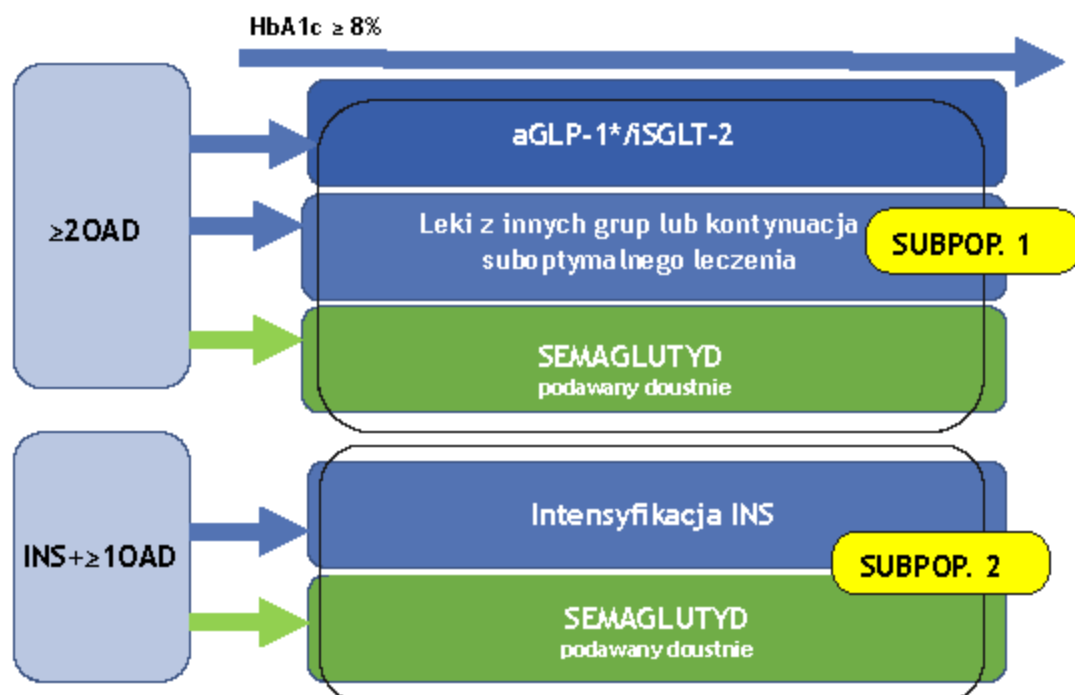 HbA1c ≥ 8%
≥2OAD
aGLP-1*/iSGLT-2
Leki z innych grup lub kontynuacja
suboptymalnego leczenia
SUBPOP. 1
SEMAGLUTYD
podawany doustnie
INS+≥1OAD
Intensyfikacja INS
SUBPOP. 2
SEMAGLUTYD
podawany doustnie